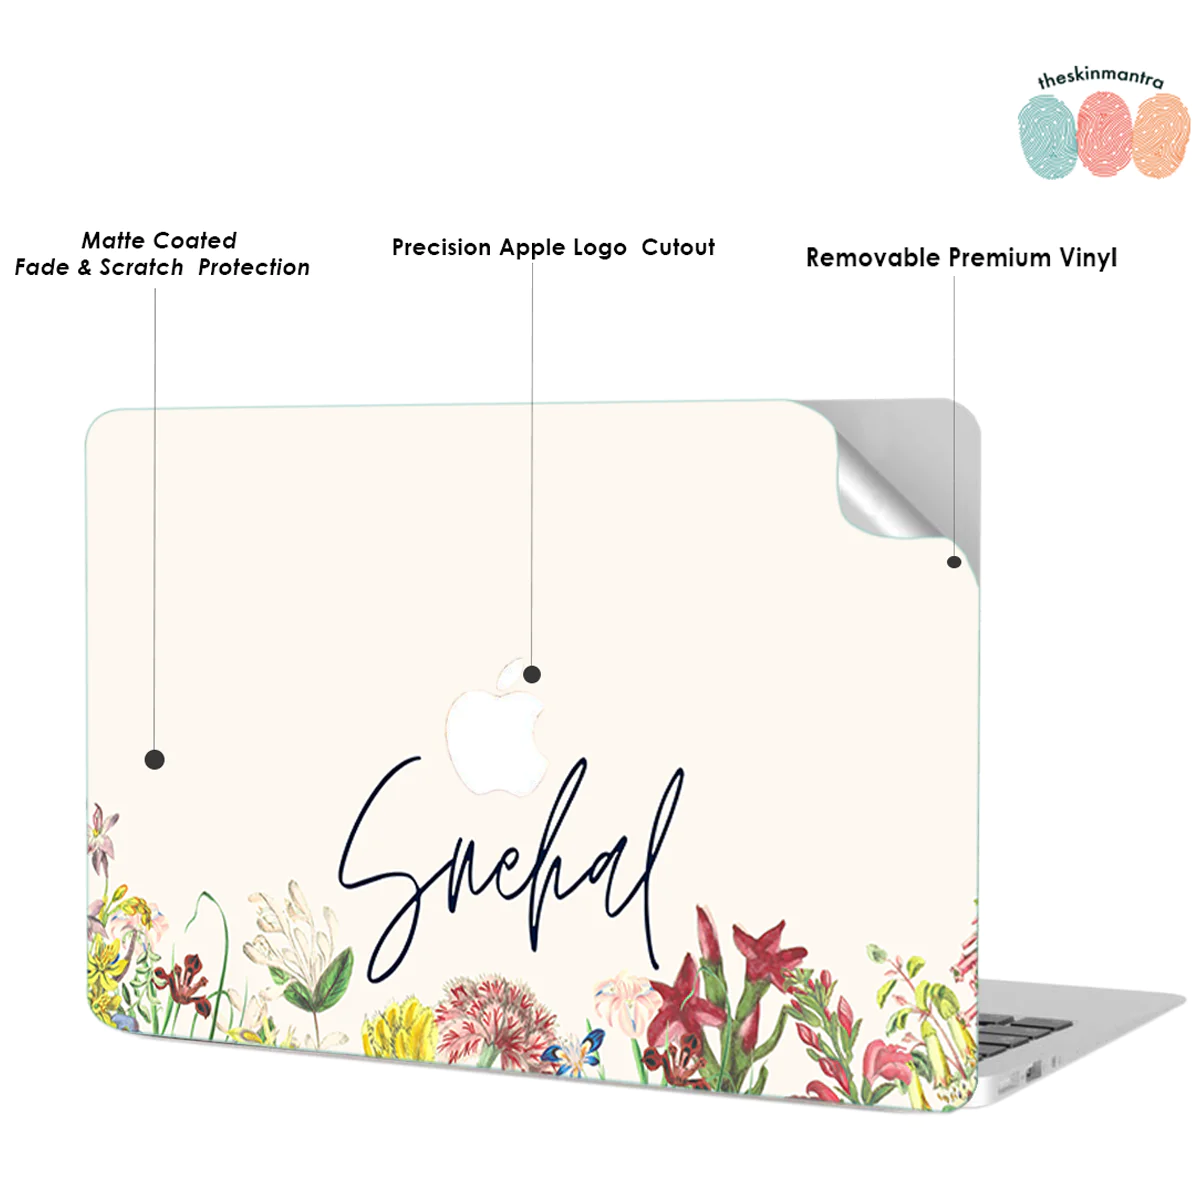 theskinmantra
Matte Coated
Fade & Scratch Protection
Precision Apple Logo Cutout
Removable Premium Vinyl
Snehal